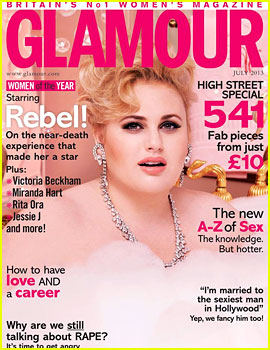 BRITAIN'S No1 WOMEN'S MAGAZINE
GLAMOUR
www.glamour.com
JULY 2013
WOMEN of the YEAR
Starring
Rebel!
On the near-death
experience that
made her a star
Plus:
Victoria Beckham
Miranda Hart
Rita Ora
Jessie J
and more!
HIGH STREET
SPECIAL
541
Fab pieces
from just
£10
The new
A-Z of Sex
The knowledge.
But hotter.
How to have
love AND
a career
"I'm married to
the sexiest man
in Hollywood"
Yep, we fancy him too!
Why are we still
talking about RAPE?
It's time to get angry